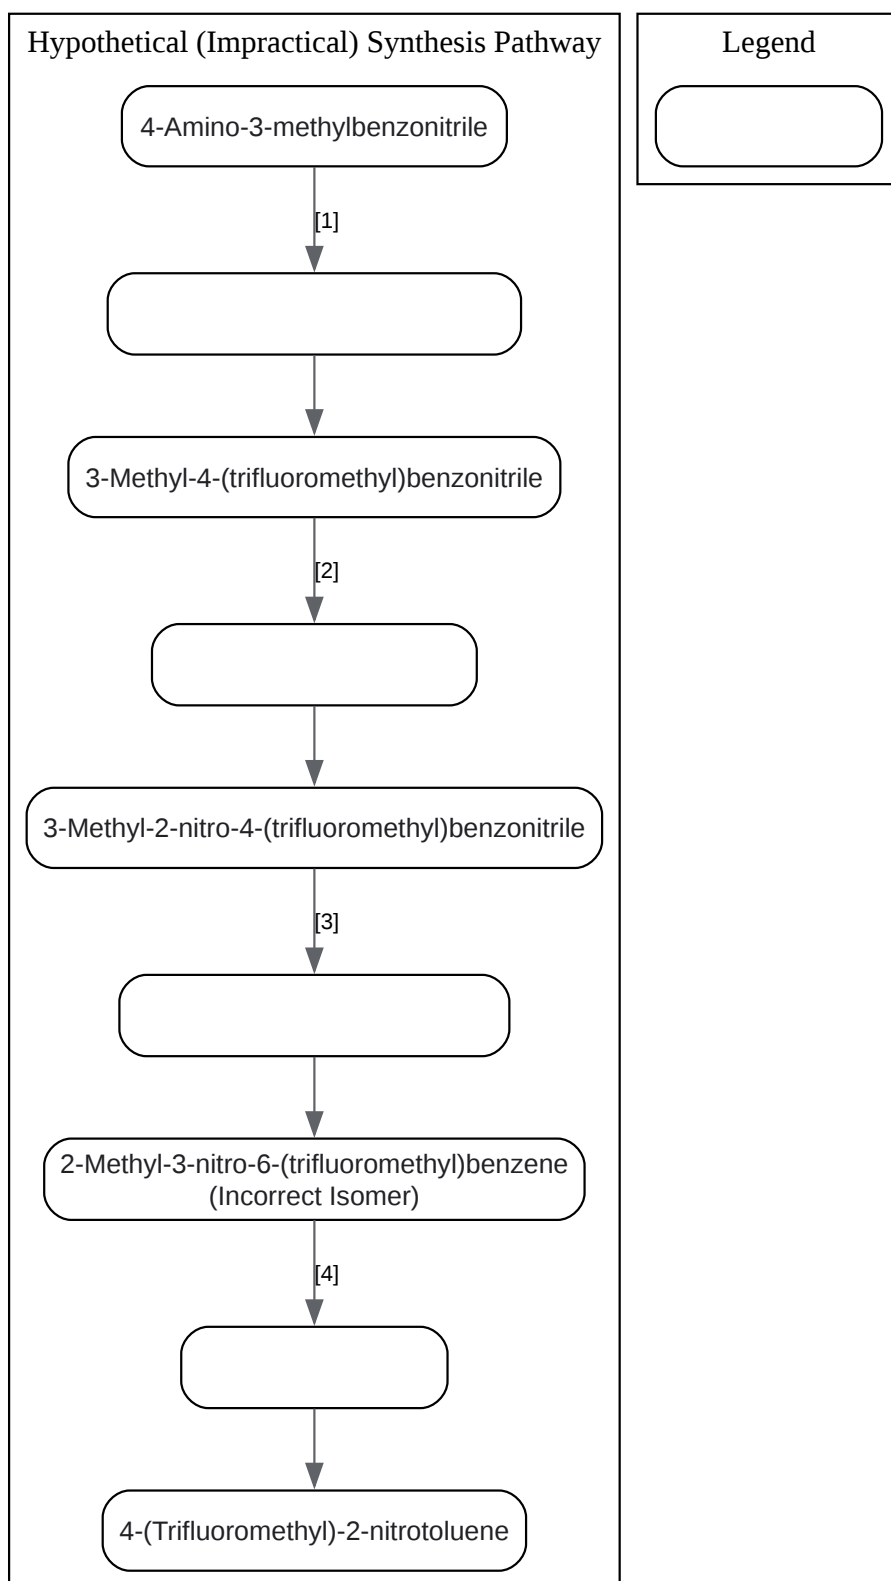 Hypothetical (Impractical) Synthesis Pathway
Legend
4-Amino-3-methylbenzonitrile
[1]
3-Methyl-4-(trifluoromethyl)benzonitrile
[2]
3-Methyl-2-nitro-4-(trifluoromethyl)benzonitrile
[3]
2-Methyl-3-nitro-6-(trifluoromethyl)benzene
(Incorrect Isomer)
[4]
4-(Trifluoromethyl)-2-nitrotoluene